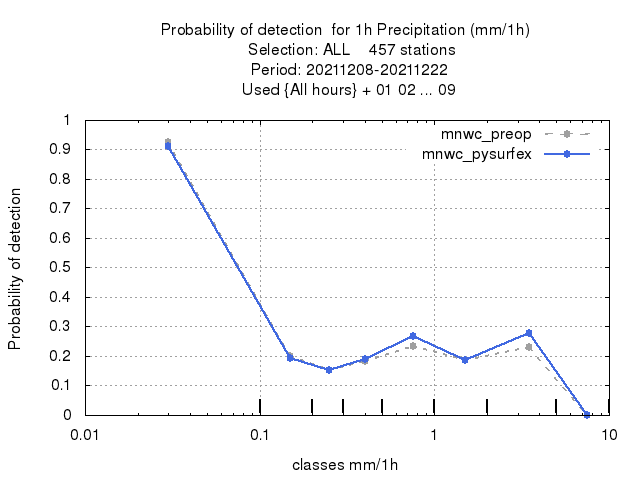 Probability of detection  for 1h Precipitation (mm/1h)
Selection: ALL    457 stations
Period: 20211208-20211222
Used {All hours} + 01 02 ... 09
mnwc_preop
mnwc_pysurfex
Probability of detection
1
0.9
0.8
0.7
0.6
0.5
0.4
0.3
0.2
0.1
0
0.01 0.1 1 10
classes mm/1h